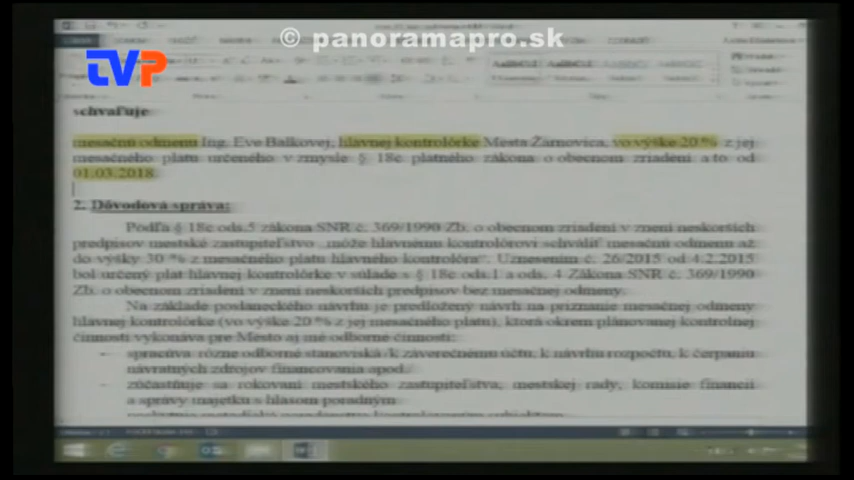 © panoramapro.sk
TVP
schvaľuje
mesačnú odmenu Ing. Eve Balkovej, hlavnej kontrolórke Mesta Žarnovica, vo výške 20 % z jej
mesačného platu určeného v zmysle § 18c platného zákona o obecnom zriadení a to od
01.03.2018.
2. Dôvodová správa:
Podľa § 18c ods.5 zákona SNR č. 369/1990 Zb. o obecnom zriadení v znení neskorších
predpisov mestské zastupiteľstvo „môže hlavnému kontrolórovi schváliť mesačnú odmenu až
do výšky 30 % z mesačného platu hlavného kontrolóra“. Uznesením č. 26/2015 od 4.2.2015
bol určený plat hlavnej kontrolórke v súlade s § 18c ods.1 a ods. 4 Zákona SNR č. 369/1990
Zb. o obecnom zriadení v znení neskorších predpisov bez mesačnej odmeny.
Na základe poslaneckého návrhu je predložený návrh na priznanie mesačnej odmeny
hlavnej kontrolórke (vo výške 20 % z jej mesačného platu), ktorá okrem plánovanej kontrolnej
činnosti vykonáva pre Mesto aj iné odborné činnosti:
- spracúva rôzne odborné stanoviská /k záverečnému účtu, k návrhu rozpočtu, k čerpaniu
návratných zdrojov financovania apod./
- zúčastňuje sa rokovaní mestského zastupiteľstva, mestskej rady, komisie financií
a správy majetku s hlasom poradným